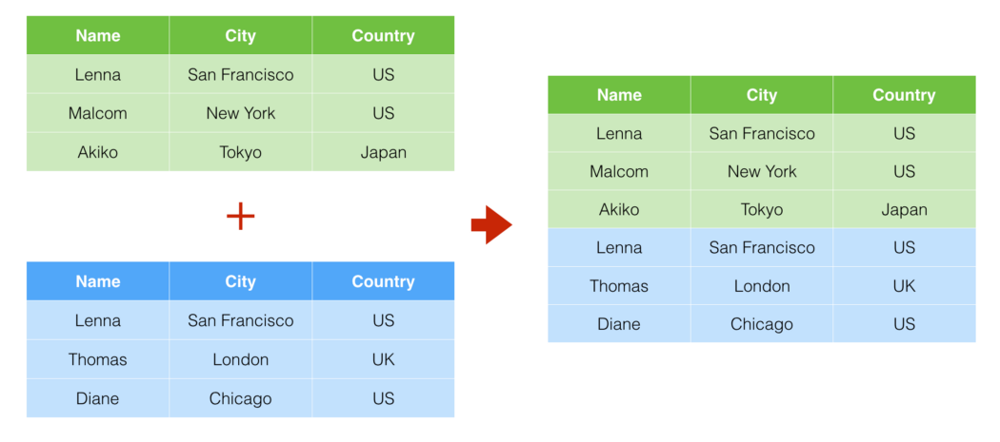 Name City Country
Lenna San Francisco US
Malcom New York US
Akiko Tokyo Japan
+
Name City Country
Lenna San Francisco US
Thomas London UK
Diane Chicago US
Name City Country
Lenna San Francisco US
Malcom New York US
Akiko Tokyo Japan
Lenna San Francisco US
Thomas London UK
Diane Chicago US